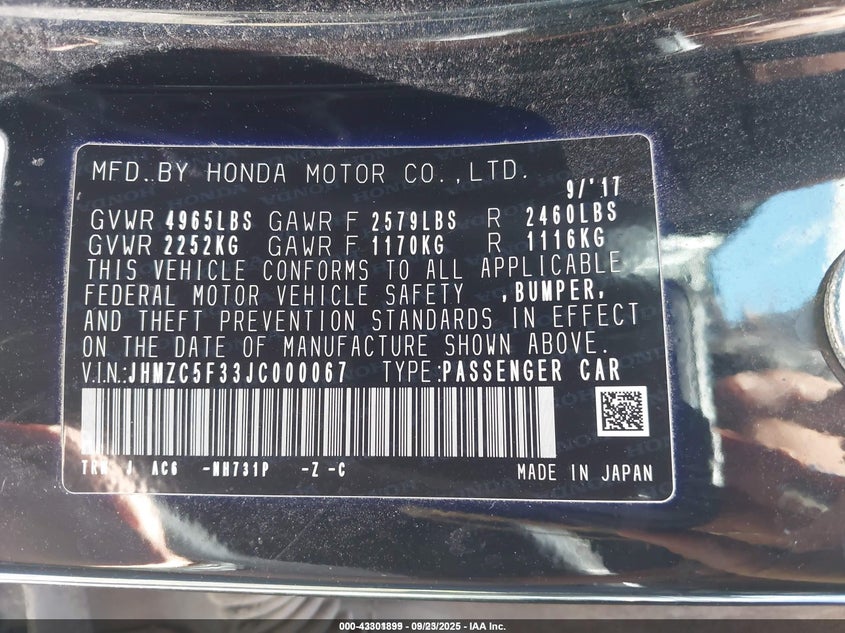 MFD.BY HONDA MOTOR CO.,LTD.
9/'17
GVWR 4965LBS GAWR F 2579LBS R 2460LBS
GVWR 2252KG GAWR F 1170KG R 1116KG
THIS VEHICLE CONFORMS TO ALL APPLICABLE
FEDERAL MOTOR VEHICLE SAFETY ,BUMPER,
AND THEFT PREVENTION STANDARDS IN EFFECT
ON THE DATE OF MANUFACTURE SHOWN ABOVE.
V.I.N.:JHMZC5F33JC000067 TYPE:PASSENGER CAR
J AC6 -NH731P -Z -C
MADE IN JAPAN
000-43301899 - 09/23/2025 - IAA Inc.